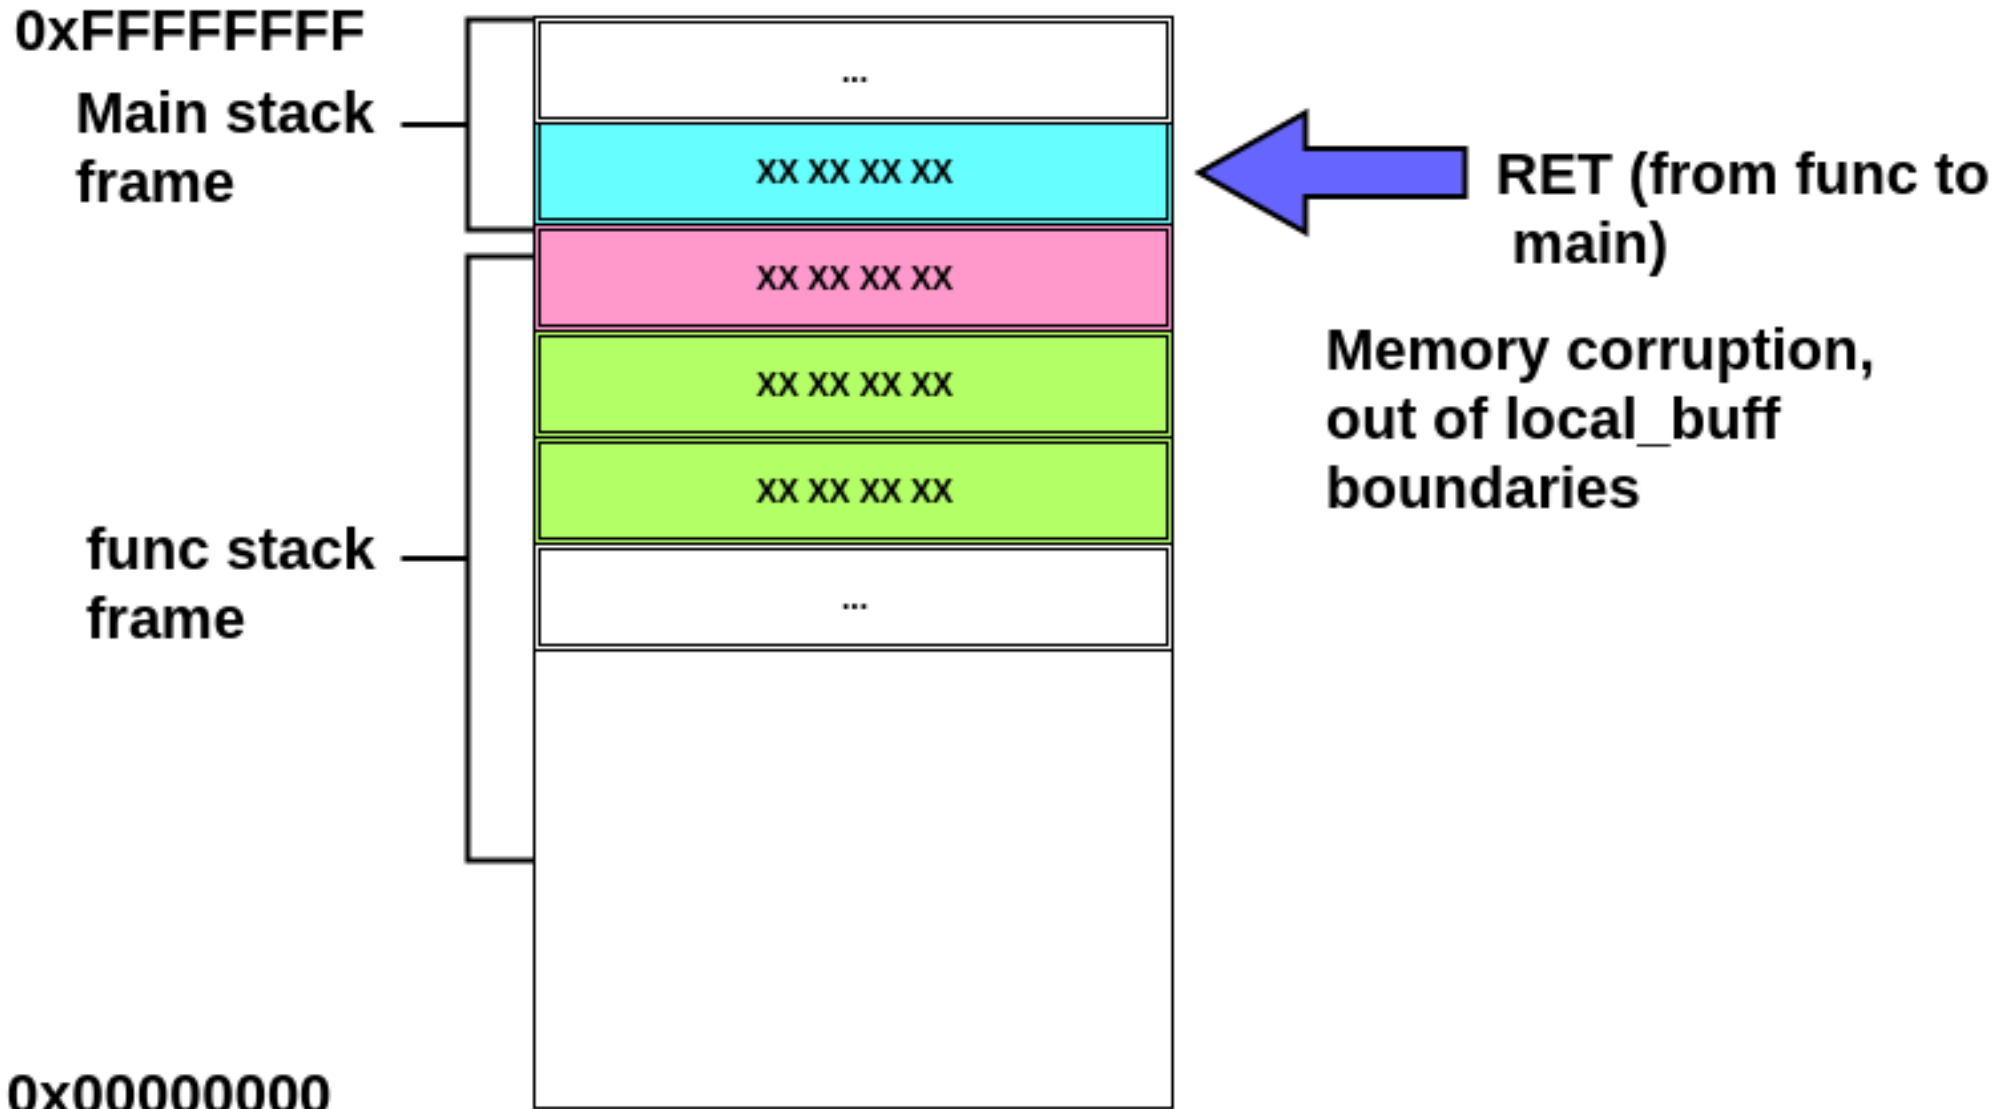 0xFFFFFFFF
Main stack
frame
...
XX XX XX XX
RET (from func to
main)
XX XX XX XX
Memory corruption,
out of local_buff
boundaries
XX XX XX XX
XX XX XX XX
func stack
frame
...
0x00000000